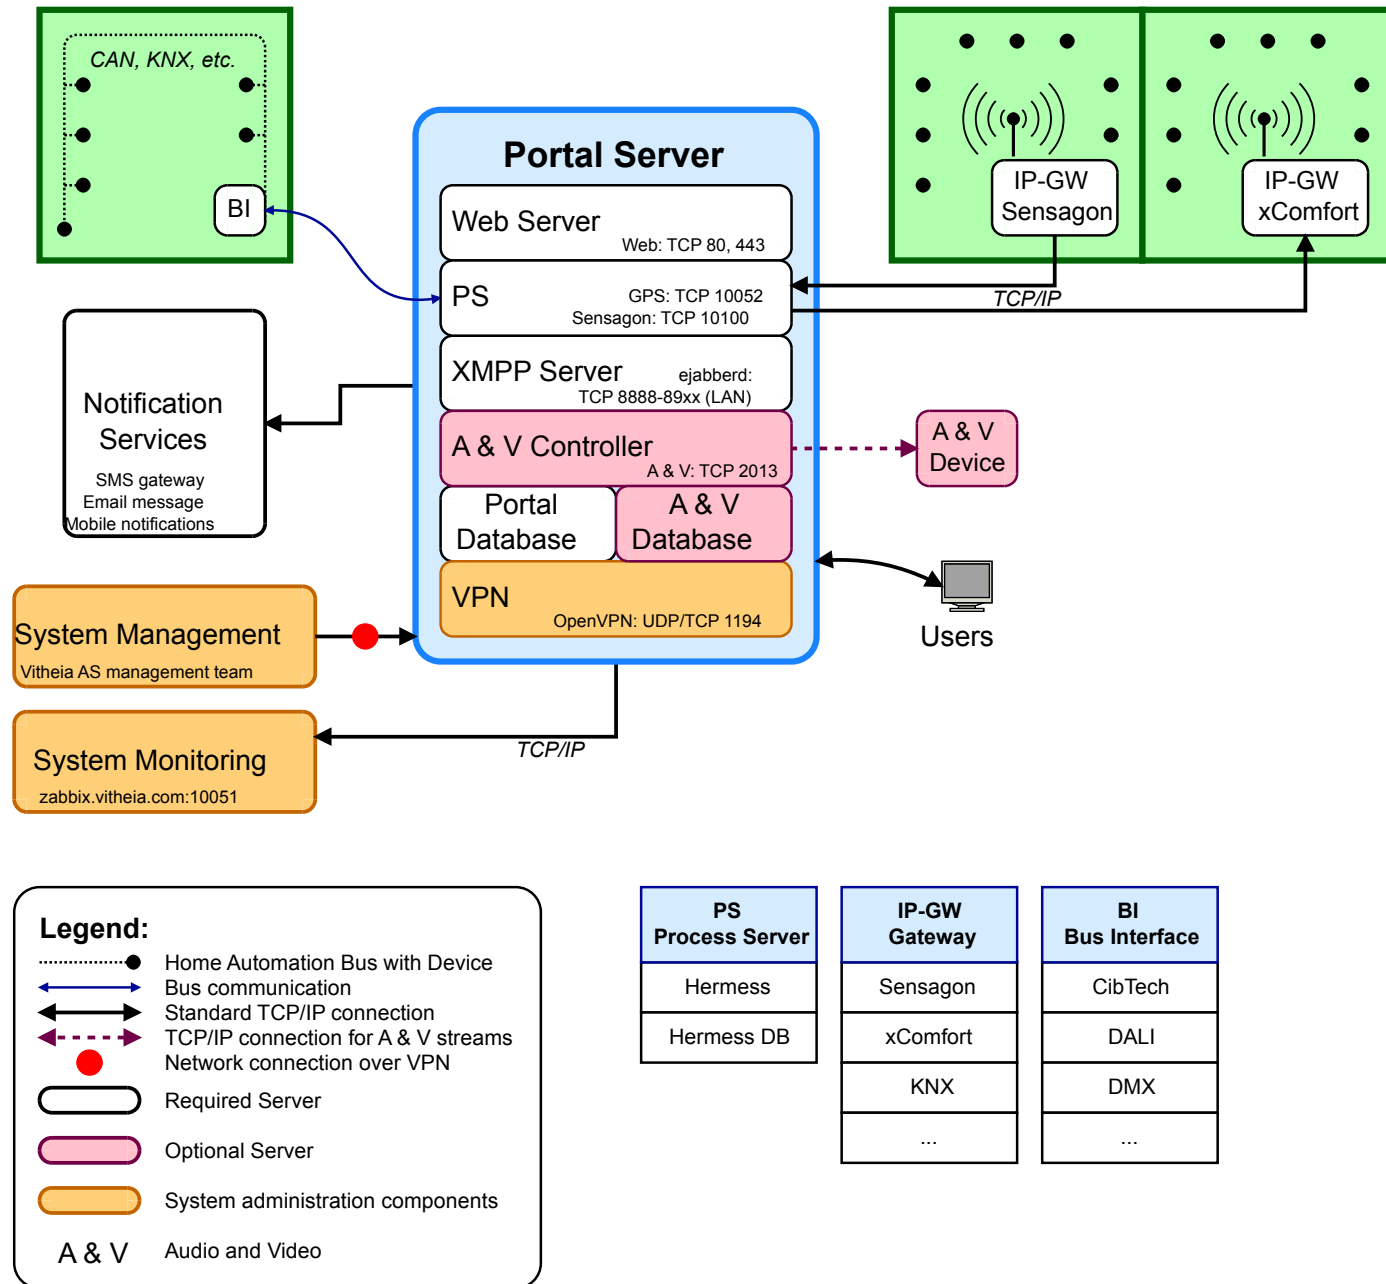 CAN, KNX, etc.
BI
IP-GW
Sensagon
IP-GW
xComfort
TCP/IP
Portal Server
Web Server
Web: TCP 80, 443
PS
GPS: TCP 10052
Sensagon: TCP 10100
XMPP Server
ejabberd:
TCP 8888-89xx (LAN)
A & V Controller
A & V: TCP 2013
Portal
Database
A & V
Database
VPN
OpenVPN: UDP/TCP 1194
Notification
Services
SMS gateway
Email message
Mobile notifications
A & V
Device
Users
System Management
Vitheia AS management team
System Monitoring
zabbix.vitheia.com:10051
TCP/IP
Legend:
Home Automation Bus with Device
Bus communication
Standard TCP/IP connection
TCP/IP connection for A & V streams
Network connection over VPN
Required Server
Optional Server
System administration components
A & V Audio and Video
PS
Process Server
Hermess
Hermess DB
IP-GW
Gateway
Sensagon
xComfort
KNX
...
BI
Bus Interface
CibTech
DALI
DMX
...